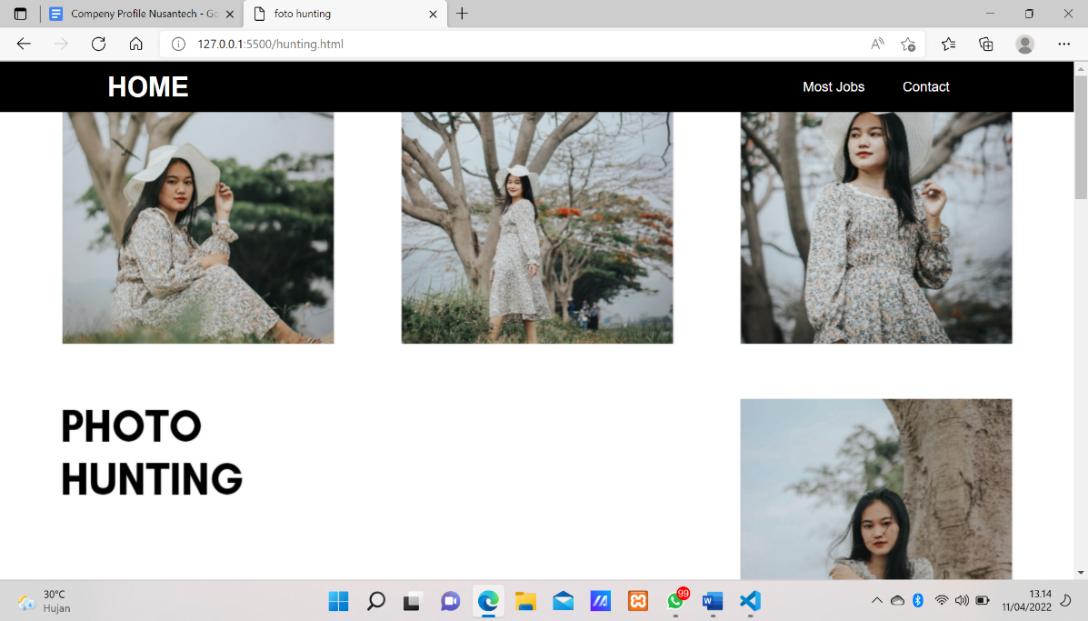 Compeny Profile Nusantech - Go
foto hunting
127.0.0.1:5500/hunting.html
HOME
Most Jobs
Contact
PHOTO
HUNTING
30°C
Hujan
99
13.14
11/04/2022